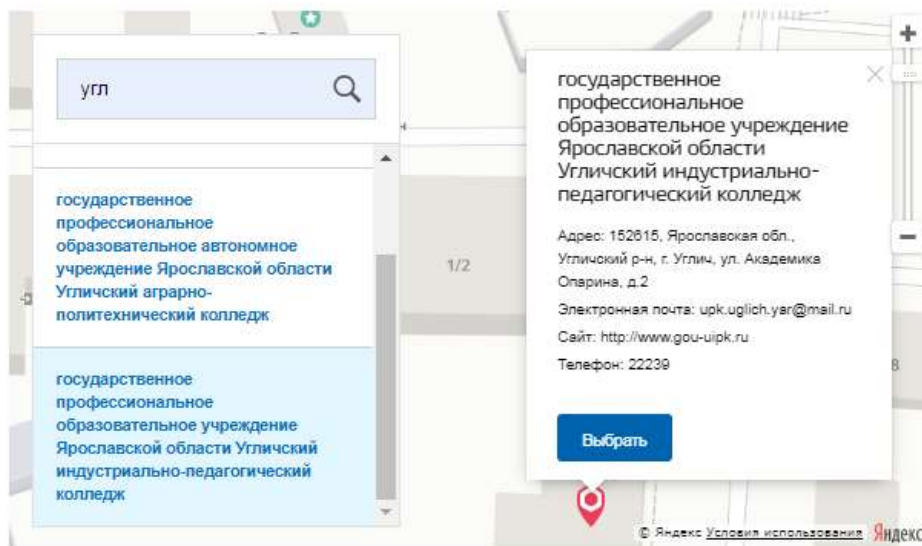 угл
государственное
профессиональное
образовательное автономное
учреждение Ярославской области
Угличский аграрно-
политехнический колледж
государственное
профессиональное
образовательное учреждение
Ярославской области Угличский
индустриально-педагогический
колледж
1/2
государственное
профессиональное
образовательное учреждение
Ярославской области
Угличский индустриально-
педагогический колледж
Адрес: 152615, Ярославская обл.,
Угличский р-н, г. Углич, ул. Академика
Опарина, д.2
Электронная почта: upk.uglich.yar@mail.ru
Сайт: http://www.gou-uipk.ru
Телефон: 22239
Выбрать
8
© Яндекс Условия использования Яндекс